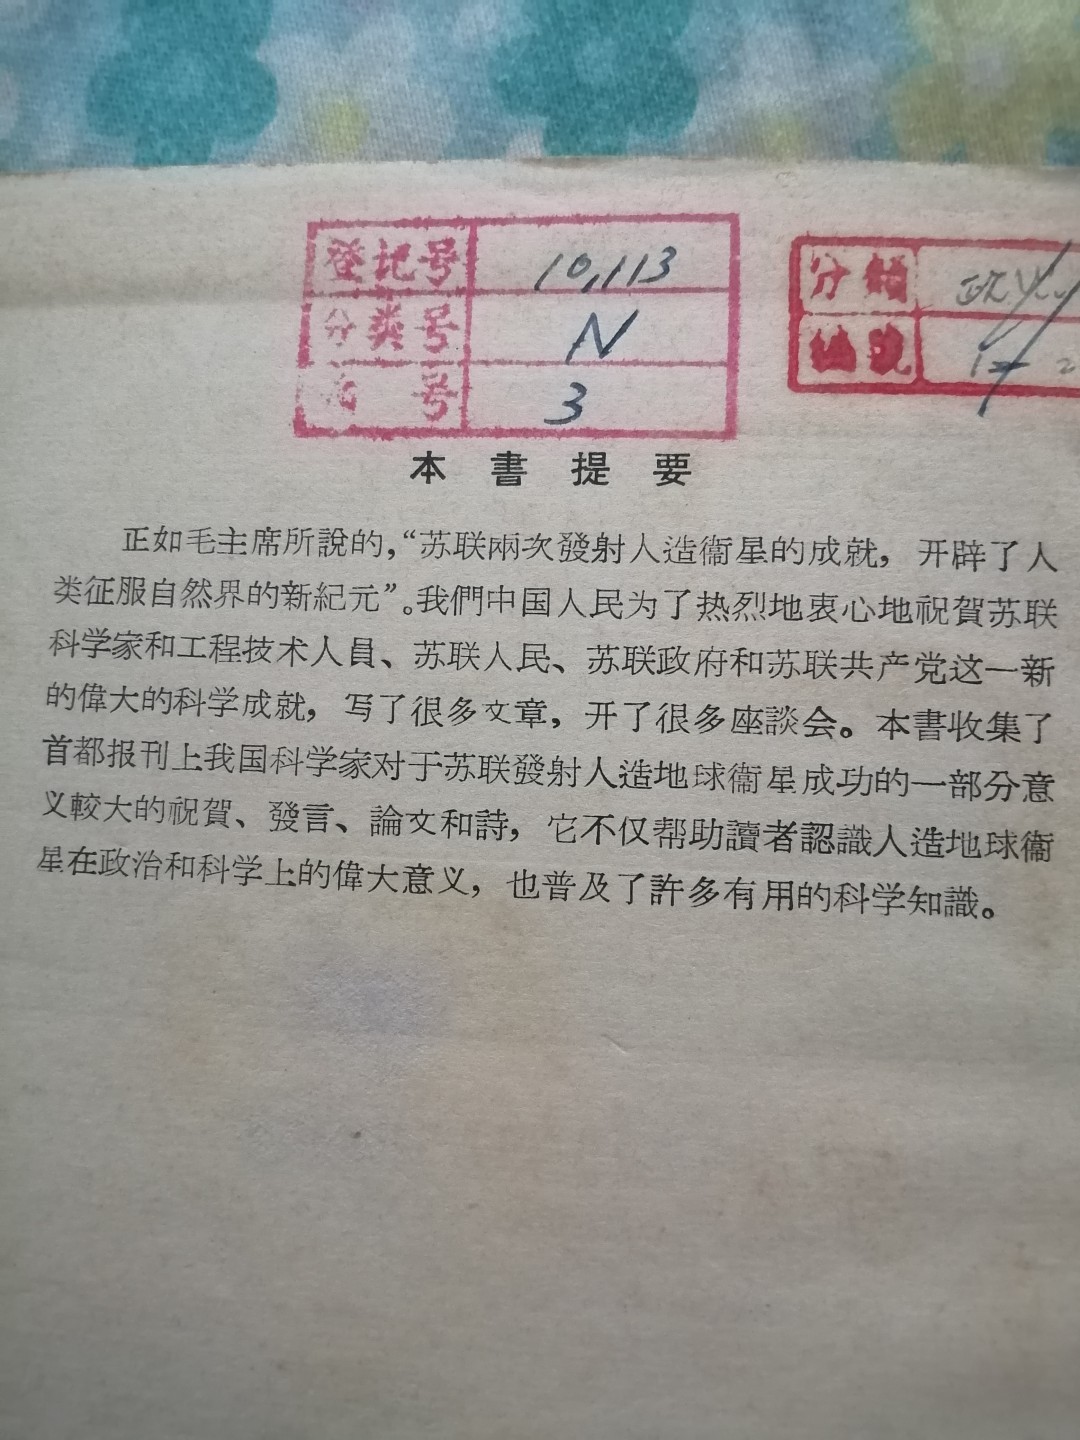 登记号 10,113
分类号 N
号 3
分類
編號
本書提要
正如毛主席所說的，“苏联兩次發射人造衞星的成就，开辟了人
类征服自然界的新紀元”。我們中国人民为了热烈地衷心地祝賀苏联
科学家和工程技术人員、苏联人民、苏联政府和苏联共产党这一新
的偉大的科学成就，写了很多文章，开了很多座談会。本書收集了
首都报刊上我国科学家对于苏联發射人造地球衞星成功的一部分意
义較大的祝賀、發言、論文和詩，它不仅帮助讀者認識人造地球衞
星在政治和科学上的偉大意义，也普及了許多有用的科学知識。